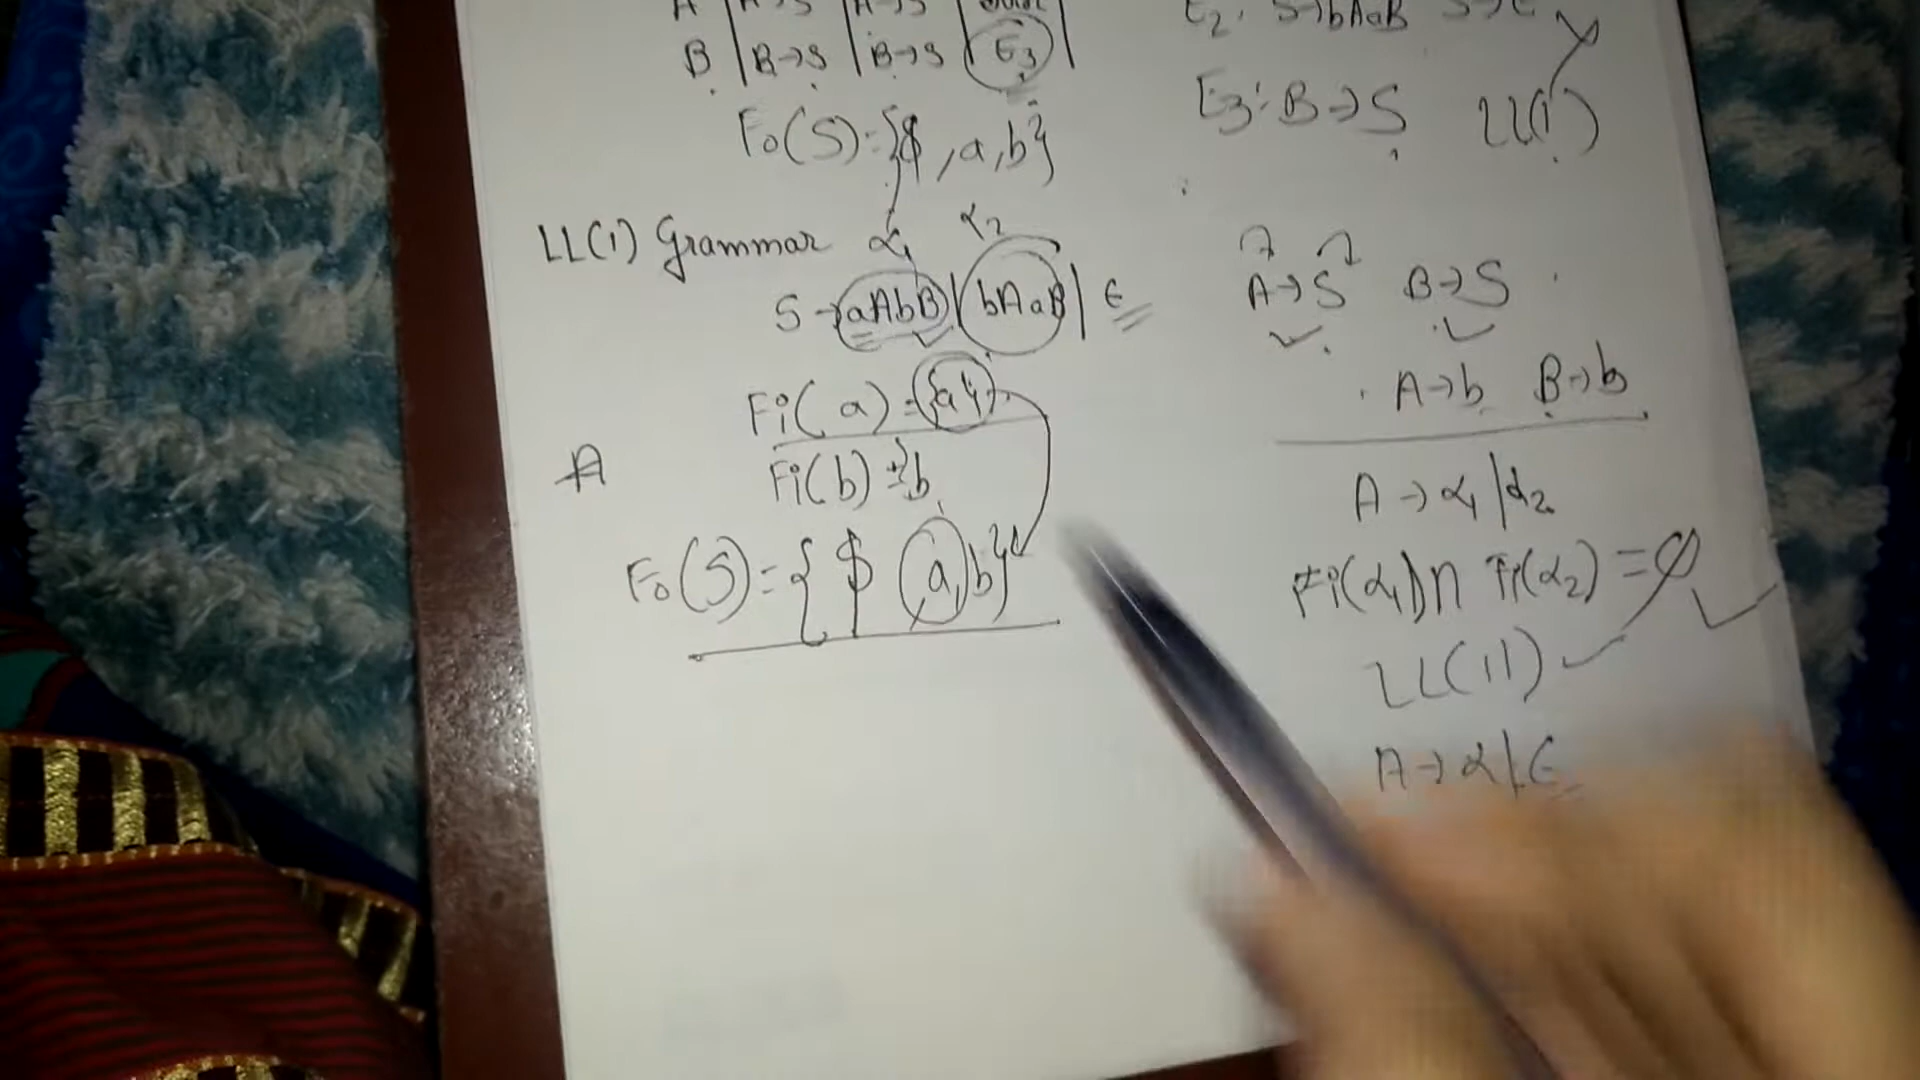 B | B→S | B→S | E3 |
Fo(S)={$,a,b}
LL(1) Grammar α1 α2
S→aAbB | bAaB | ϵ
Fi(a)={a}
A Fi(b)={b
Fo(S)={$ a,b}
E2: S→bAaB S→ϵ
E3: B→S LL(1)
A→S B→S
A→b B→b
A→α1|α2
Fi(α1)∩ Fi(α2)=φ
LL(1)
A→α|ϵ